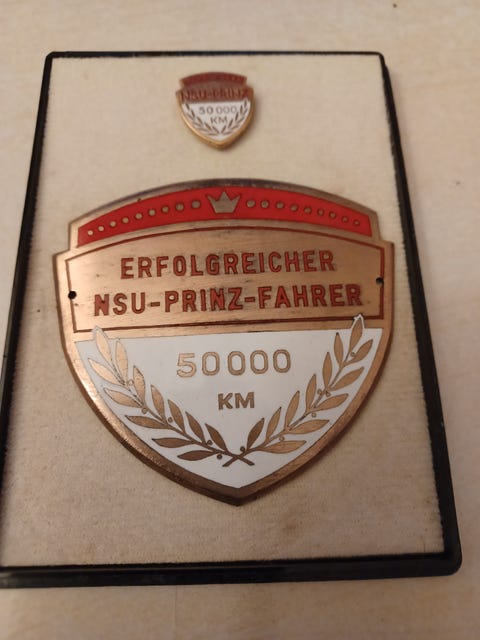 NSU-PRINZ
50000
KM
ERFOLGREICHER
NSU-PRINZ-FAHRER
50000
KM